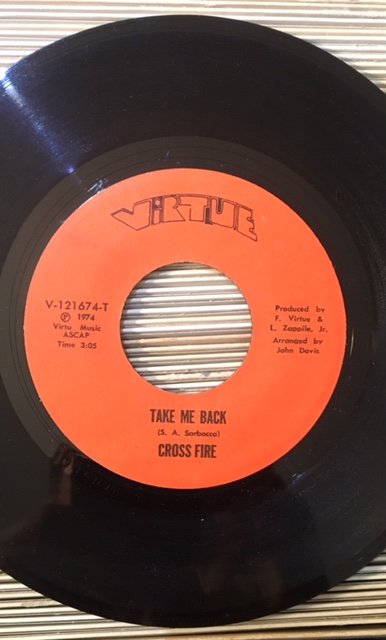 VIRTUE
V-121674-T
℗ 1974
Virtu Music
ASCAP
Time 3:05
Produced by
F. Virtue &
L. Zappile, Jr.
Arranged by
John Davis
TAKE ME BACK
(S. A. Sarbacco)
CROSS FIRE